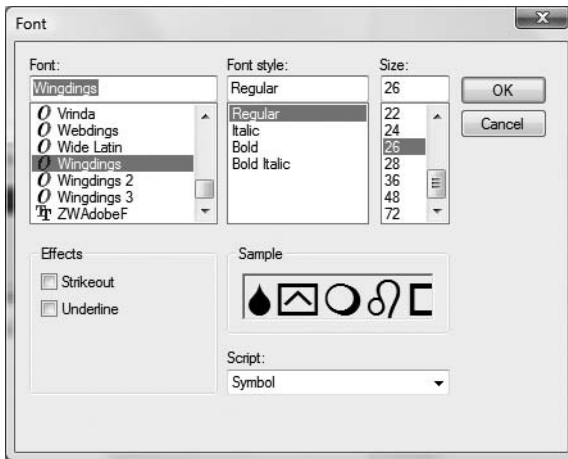 Font
Font:
Font style:
Size:
Wingdings
Regular
26
OK
Cancel
Vrinda
Webdings
Wide Latin
Wingdings
Wingdings 2
Wingdings 3
ZWAdobeF
Regular
Italic
Bold
Bold Italic
22
24
26
28
36
48
72
Effects
Strikeout
Underline
Sample
Script:
Symbol